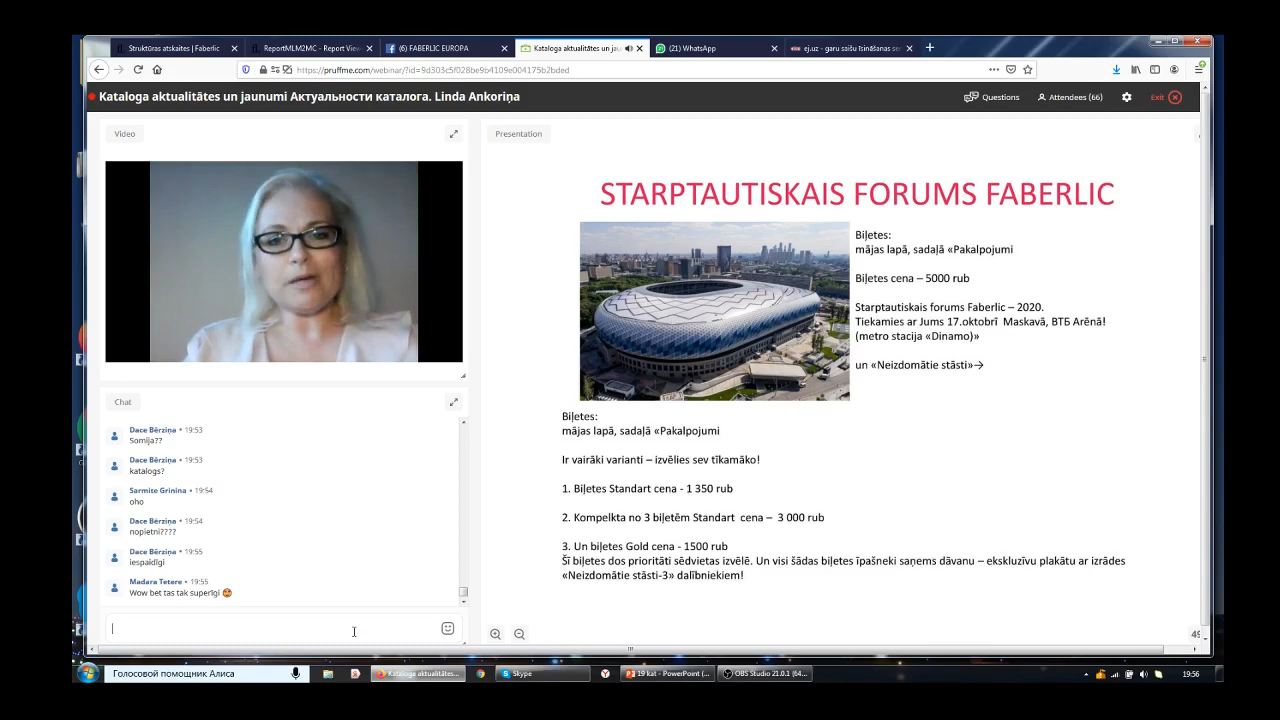 Struktūras atskaites | Faberlic
ReportMLM2MC - Report View
(6) FABERLIC EUROPA
Kataloga aktualitātes un jau
(21) WhatsApp
ej.uz - garu saišu īsināšanas ser
https://pruffme.com/webinar/?id=9d303c5f028be9b4109e004175b2bded
Kataloga aktualitātes un jaunumi Актуальности каталога. Linda Ankoriņa
Questions
Attendees (66)
Exit
Video
Presentation
STARPTAUTISKAIS FORUMS FABERLIC
Biļetes:
mājas lapā, sadaļā «Pakalpojumi
Biļetes cena – 5000 rub
Starptautiskais forums Faberlic – 2020.
Tiekamies ar Jums 17.oktobrī Maskavā, ВТБ Arēnā!
(metro stacija «Dinamo)»
un «Neizdomātie stāsti»→
Biļetes:
mājas lapā, sadaļā «Pakalpojumi
Ir vairāki varianti – izvēlies sev tīkamāko!
1. Biļetes Standart cena - 1 350 rub
2. Kompelkta no 3 biļetēm Standart cena – 3 000 rub
3. Un biļetes Gold cena - 1500 rub
Šī biļetes dos prioritāti sēdvietas izvēlē. Un visi šādas biļetes īpašneki saņems dāvanu – ekskluzīvu plakātu ar izrādes
«Neizdomātie stāsti-3» dalībniekiem!
49
Chat
Dace Bērziņa • 19:53
Somija??
Dace Bērziņa • 19:53
katalogs?
Sarmite Grinina • 19:54
oho
Dace Bērziņa • 19:54
nopietni????
Dace Bērziņa • 19:55
iespaidīgi
Madara Tetere • 19:55
Wow bet tas tak superīgi 😍
Голосовой помощник Алиса
Kataloga aktualitātes...
Skype
19 kat - PowerPoint (...
OBS Studio 21.0.1 (64...
19:56